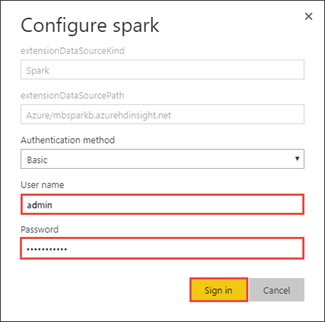 Configure spark
extensionDataSourceKind
Spark
extensionDataSourcePath
Azure/mbsparkb.azurehdinsight.net
Authentication method
Basic
User name
admin
Password
•••••••••••
Sign in
Cancel